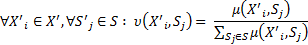 ∀X'ᵢ ∈ X', ∀S'ⱼ ∈ S: υ(X'ᵢ, Sⱼ) = μ(X'ᵢ, Sⱼ) / ∑_{Sⱼ∈S} μ(X'ᵢ, Sⱼ)